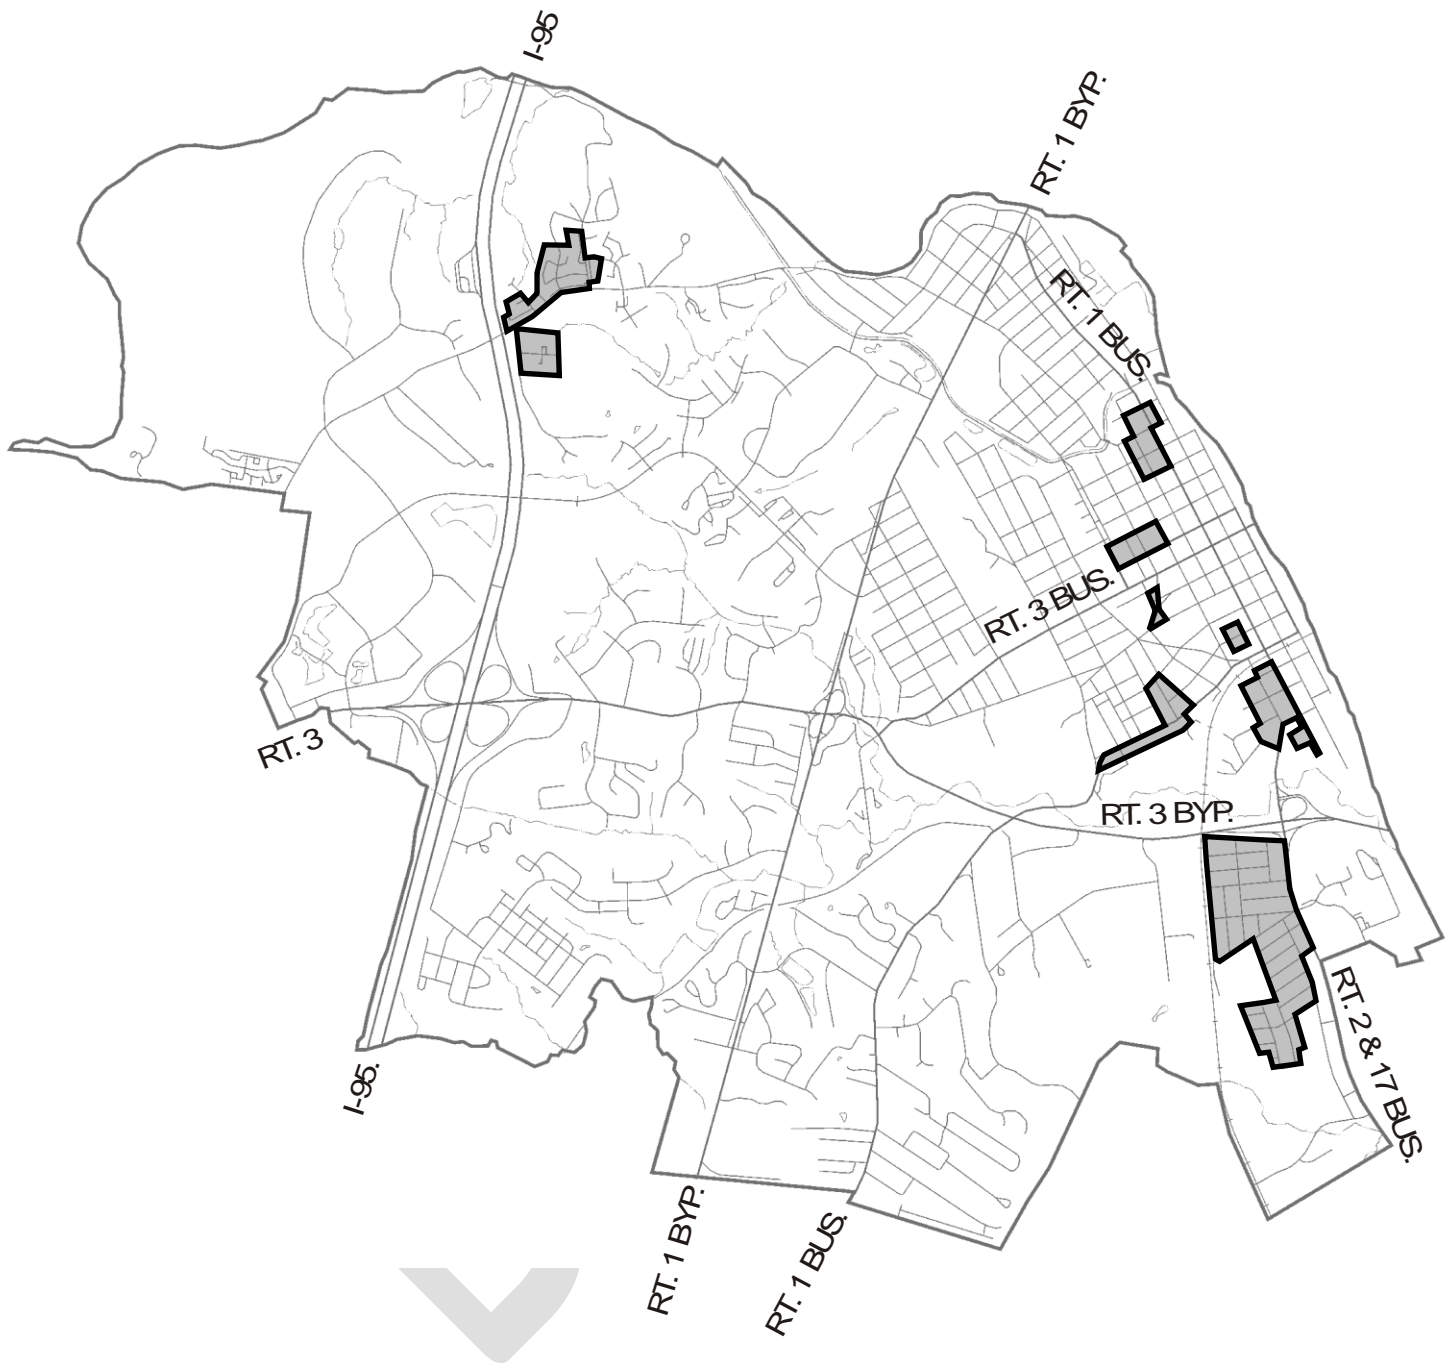 I-95
RT. 1 BYP.
RT. 1 BUS.
RT. 3 BUS.
RT. 3
RT. 3 BYP.
RT. 2 & 17 BUS.
I-95.
RT. 1 BYP.
RT. 1 BUS.